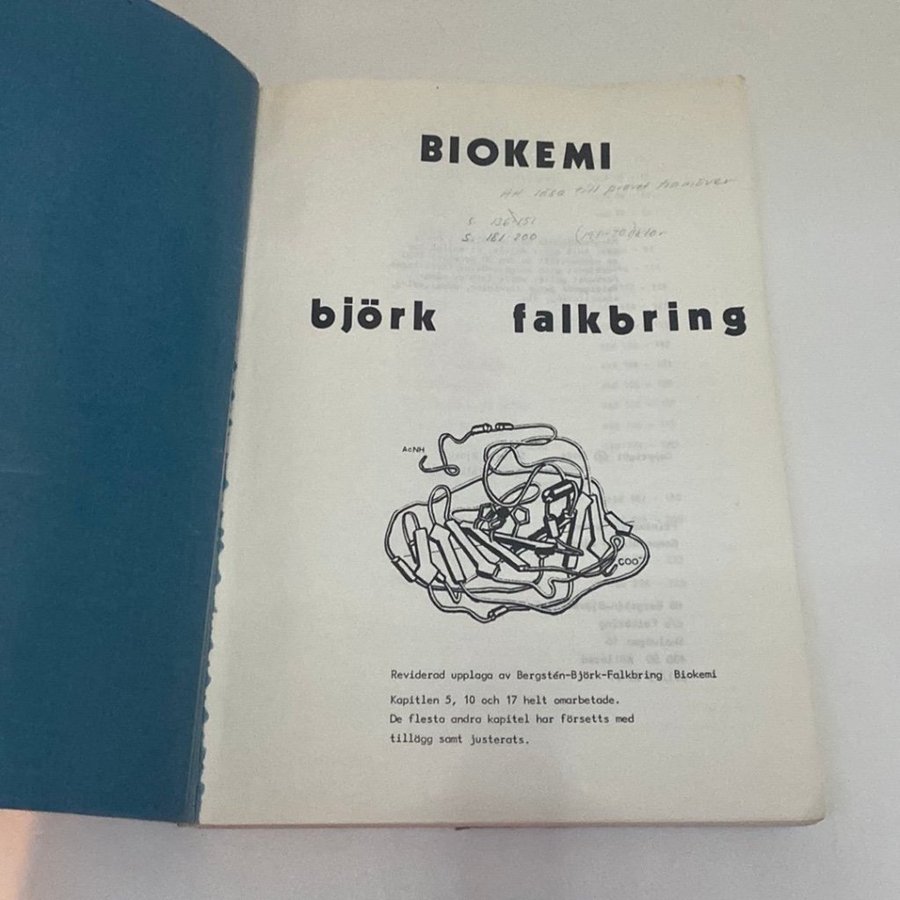 BIOKEMI
Att läsa till provet framöver
S. 136-151
S. 181-200
björk falkbring
AcNH
COO⁻
Reviderad upplaga av Bergstén-Björk-Falkbring Biokemi
Kapitlen 5, 10 och 17 helt omarbetade.
De flesta andra kapitel har försetts med
tillägg samt justerats.